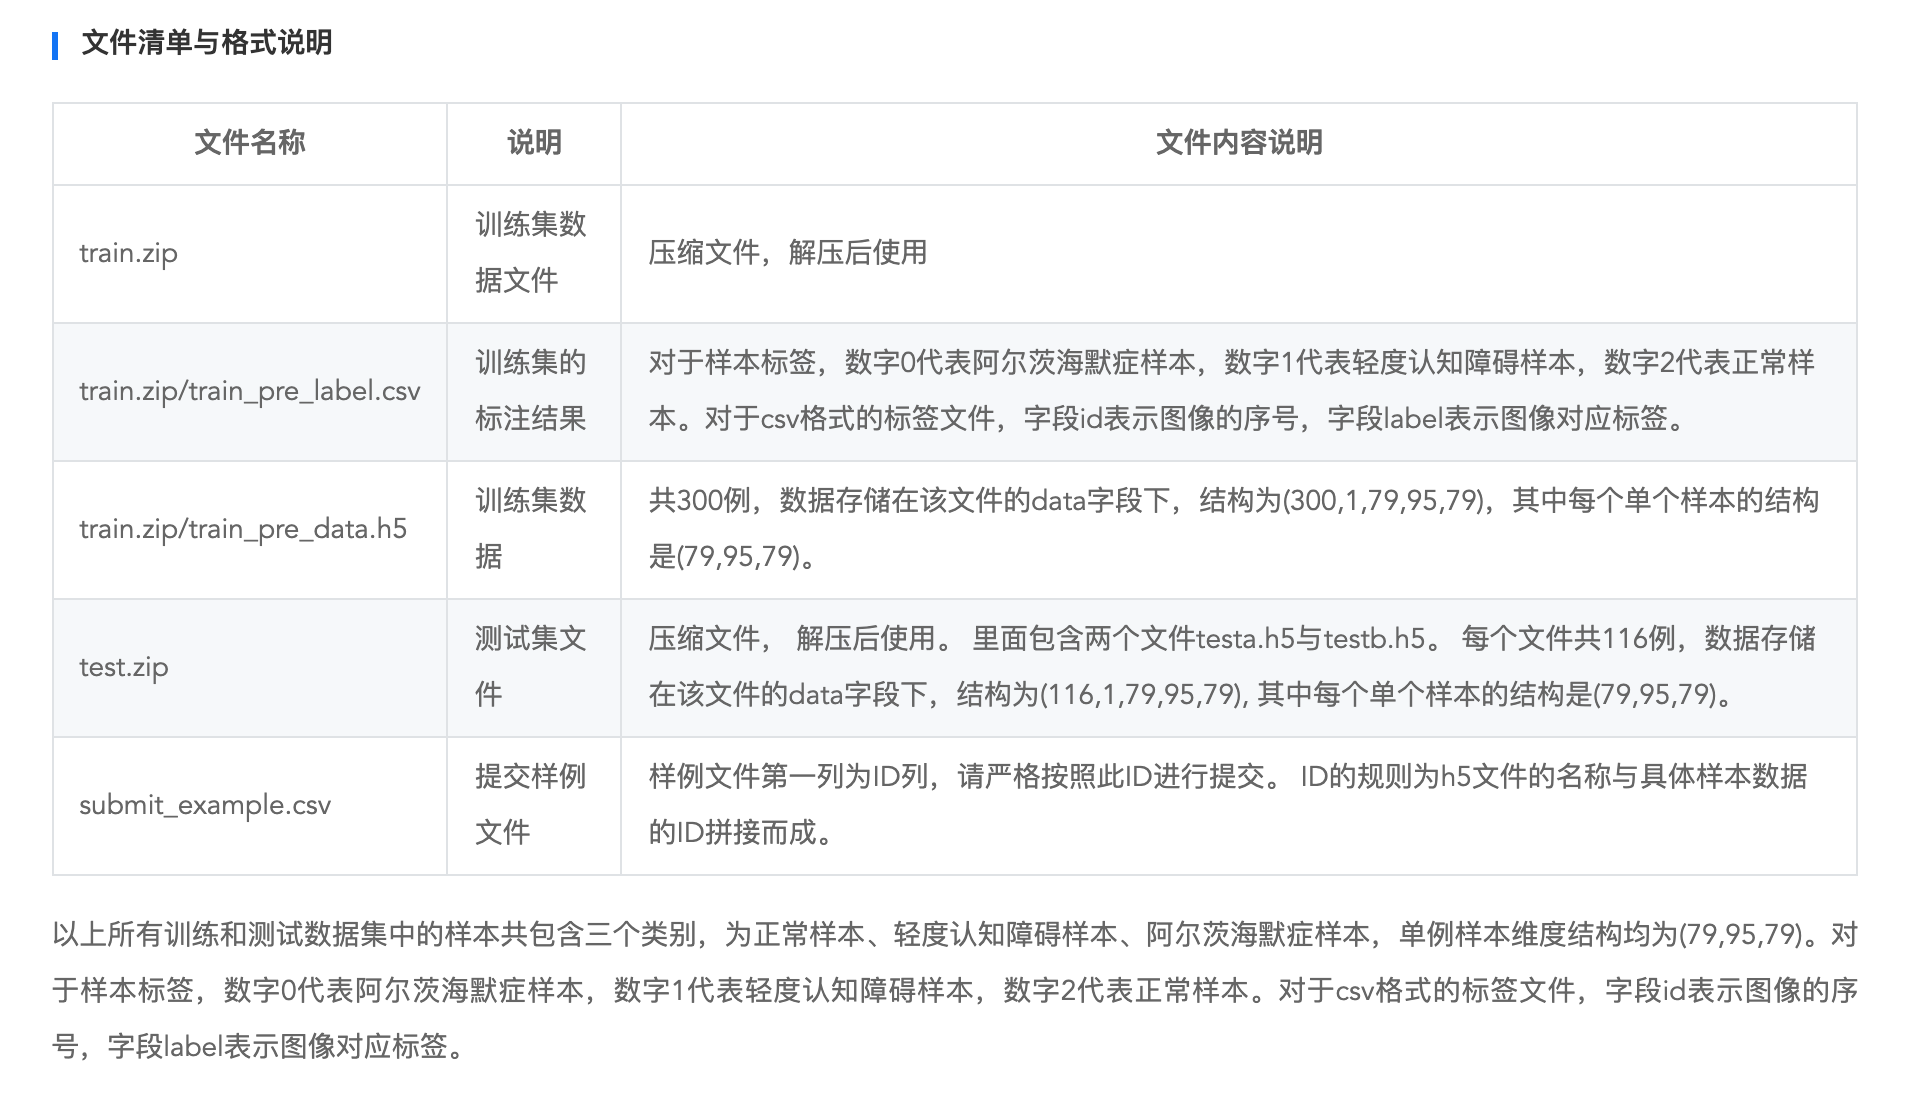 文件清单与格式说明
文件名称
说明
文件内容说明
train.zip
训练集数
据文件
压缩文件，解压后使用
train.zip/train_pre_label.csv
训练集的
标注结果
对于样本标签，数字0代表阿尔茨海默症样本，数字1代表轻度认知障碍样本，数字2代表正常样
本。对于csv格式的标签文件，字段id表示图像的序号，字段label表示图像对应标签。
train.zip/train_pre_data.h5
训练集数
据
共300例，数据存储在该文件的data字段下，结构为(300,1,79,95,79)，其中每个单个样本的结构
是(79,95,79)。
test.zip
测试集文
件
压缩文件， 解压后使用。 里面包含两个文件testa.h5与testb.h5。 每个文件共116例，数据存储
在该文件的data字段下，结构为(116,1,79,95,79), 其中每个单个样本的结构是(79,95,79)。
submit_example.csv
提交样例
文件
样例文件第一列为ID列，请严格按照此ID进行提交。 ID的规则为h5文件的名称与具体样本数据
的ID拼接而成。
以上所有训练和测试数据集中的样本共包含三个类别，为正常样本、轻度认知障碍样本、阿尔茨海默症样本，单例样本维度结构均为(79,95,79)。对
于样本标签，数字0代表阿尔茨海默症样本，数字1代表轻度认知障碍样本，数字2代表正常样本。对于csv格式的标签文件，字段id表示图像的序
号，字段label表示图像对应标签。